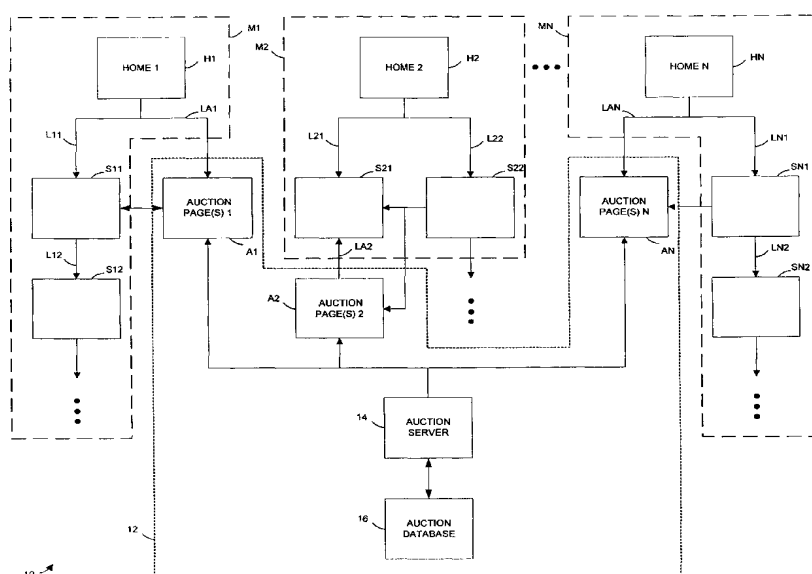 M1
M2
MN
HOME 1
H1
HOME 2
H2
HOME N
HN
L11
LA1
L21
L22
LAN
LN1
S11
S21
S22
SN1
AUCTION
PAGE(S) 1
AUCTION
PAGE(S) N
L12
A1
LA2
AN
LN2
S12
A2
AUCTION
PAGE(S) 2
SN2
14
AUCTION
SERVER
12
16
AUCTION
DATABASE